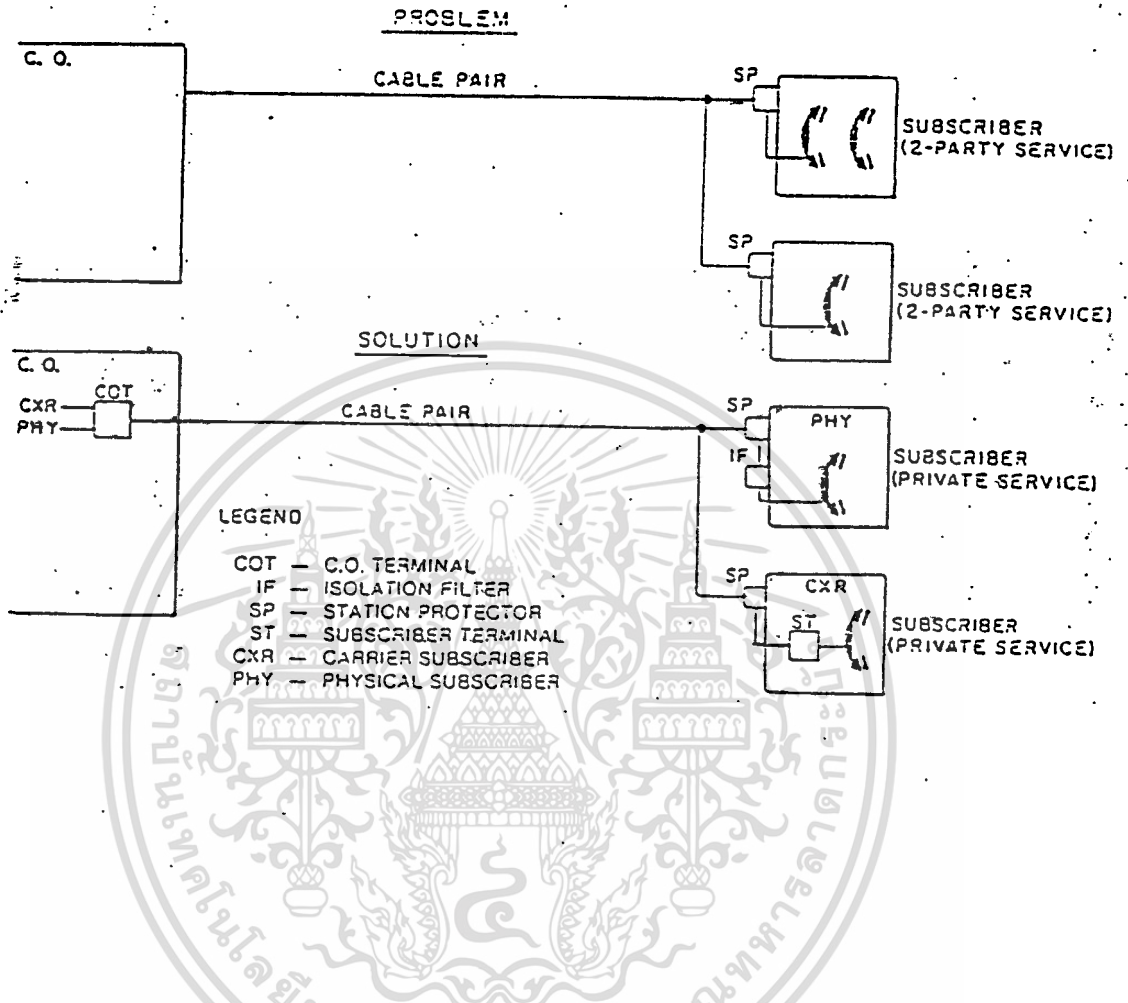 PROBLEM
C. O.
CABLE PAIR
SP
SUBSCRIBER
(2-PARTY SERVICE)
SP
SUBSCRIBER
(2-PARTY SERVICE)
SOLUTION
C. O.
COT
CXR
PHY
CABLE PAIR
SP
PHY
IF
SUBSCRIBER
(PRIVATE SERVICE)
LEGEND
COT — C.O. TERMINAL
IF — ISOLATION FILTER
SP — STATION PROTECTOR
ST — SUBSCRIBER TERMINAL
CXR — CARRIER SUBSCRIBER
PHY — PHYSICAL SUBSCRIBER
SP
CXR
ST
SUBSCRIBER
(PRIVATE SERVICE)